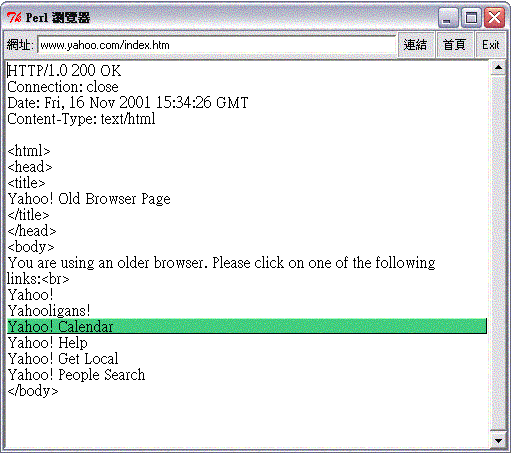 Tk Perl 瀏覽器
網址: www.yahoo.com/index.htm 連結 首頁 Exit
HTTP/1.0 200 OK
Connection: close
Date: Fri, 16 Nov 2001 15:34:26 GMT
Content-Type: text/html
<html>
<head>
<title>
Yahoo! Old Browser Page
</title>
</head>
<body>
You are using an older browser. Please click on one of the following
links:<br>
Yahoo!
Yahooligans!
Yahoo! Calendar
Yahoo! Help
Yahoo! Get Local
Yahoo! People Search
</body>